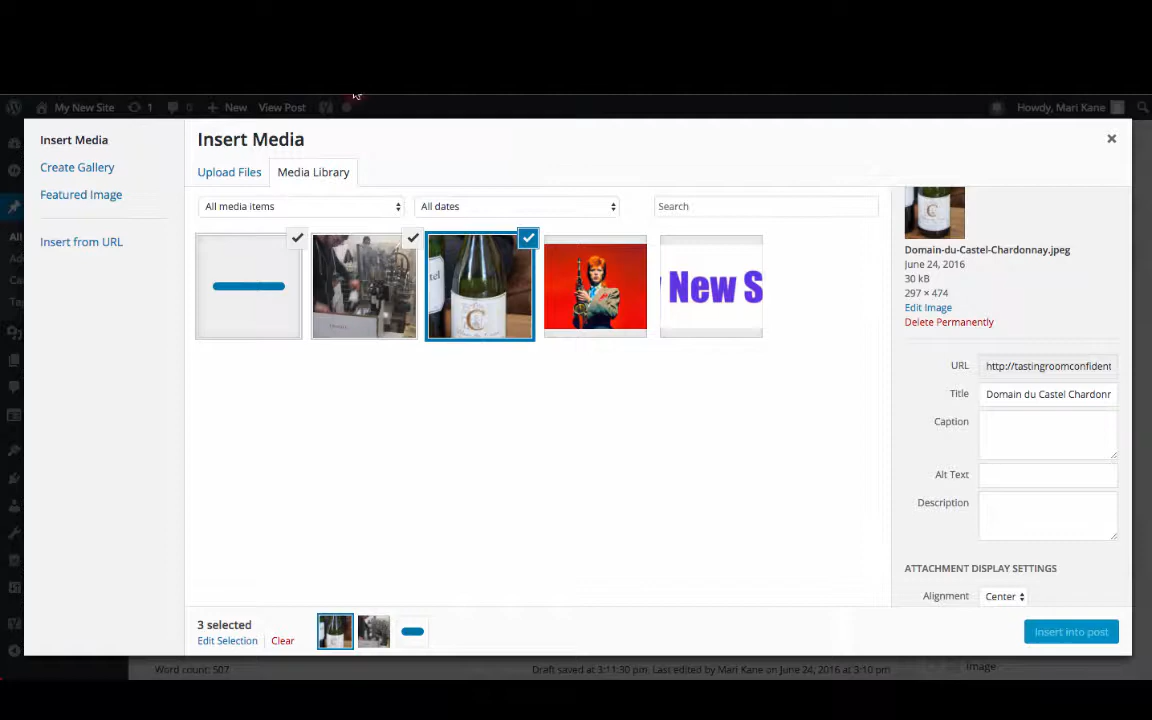 My New Site 1 0 New View Post Howdy, Mari Kane
Insert Media
Create Gallery
Featured Image
Insert from URL
Insert Media
Upload Files Media Library
All media items All dates Search
New S
C
Domain-du-Castel-Chardonnay.jpeg
June 24, 2016
30 kB
297 × 474
Edit Image
Delete Permanently
URL http://tastingroomconfident
Title Domain du Castel Chardonr
Caption
Alt Text
Description
ATTACHMENT DISPLAY SETTINGS
Alignment Center
3 selected
Edit Selection Clear
Insert into post
Word count: 507 Draft saved at 3:11:30 pm. Last edited by Mari Kane on June 24, 2016 at 3:10 pm Image